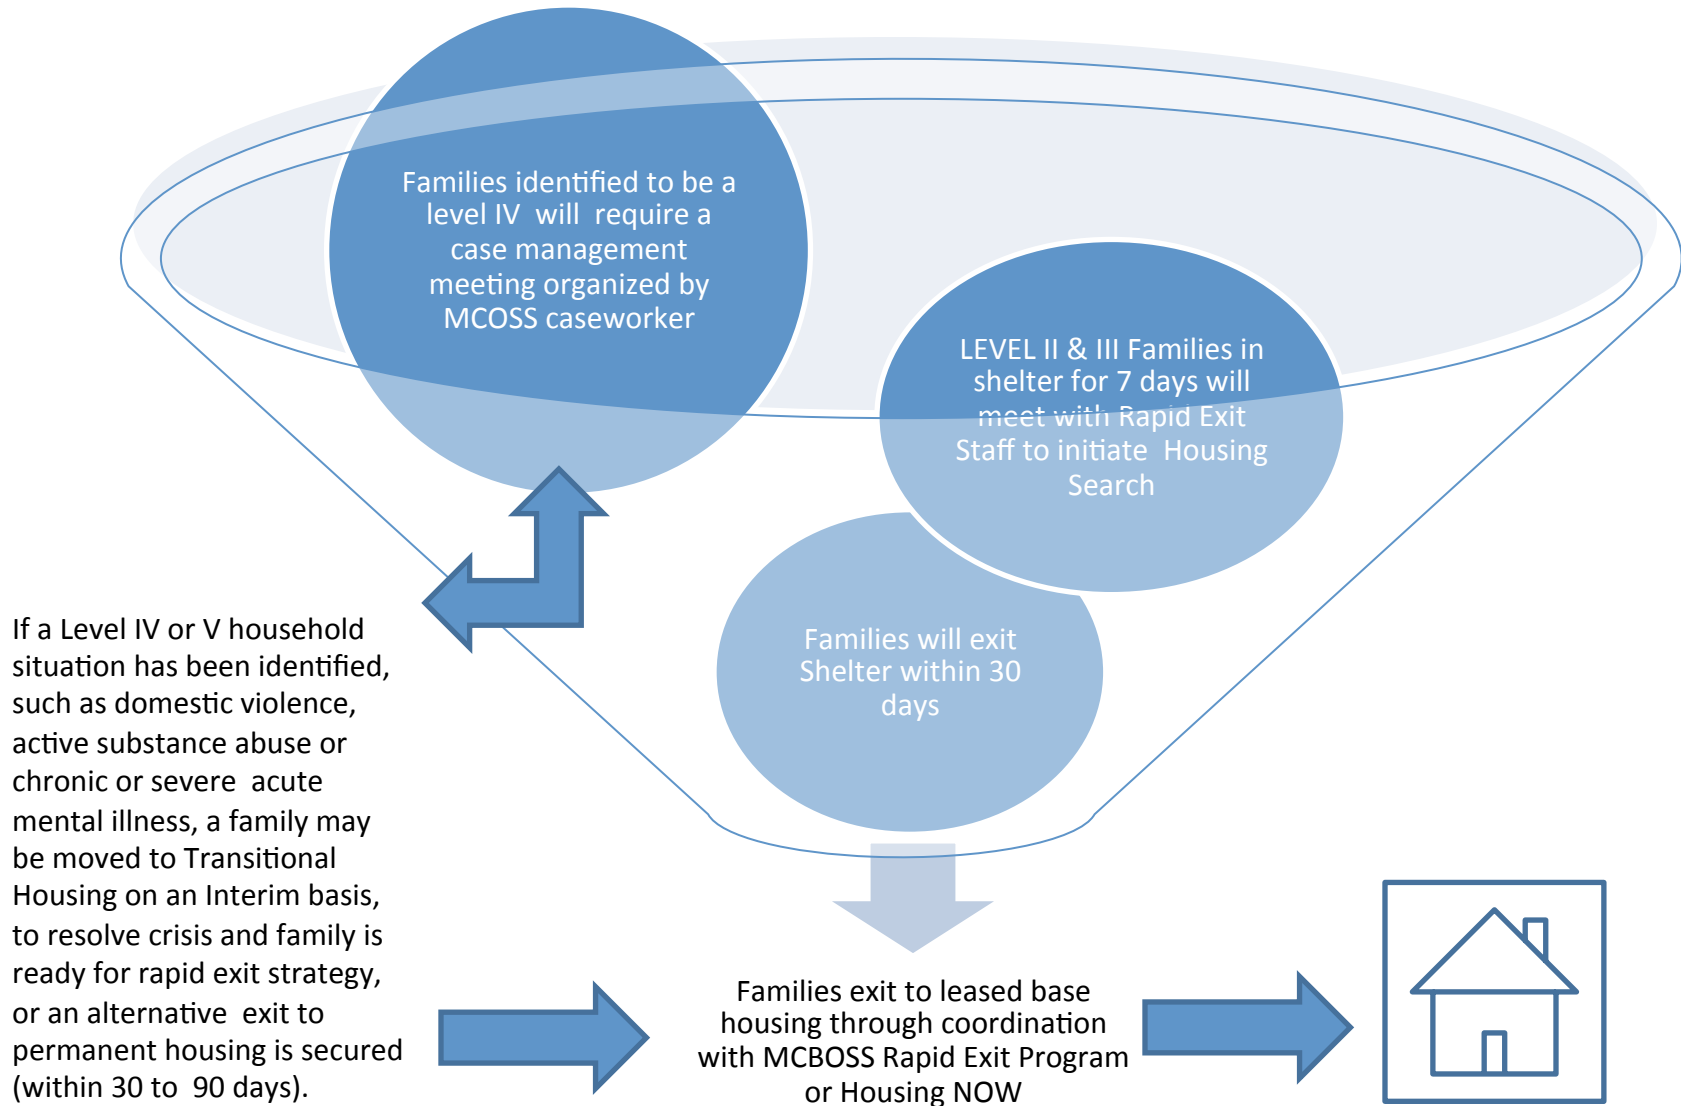 Families identified to be a
level IV will require a
case management
meeting organized by
MCOSS caseworker
LEVEL II & III Families in
shelter for 7 days will
meet with Rapid Exit
Staff to initiate Housing
Search
Families will exit
Shelter within 30
days
If a Level IV or V household
situation has been identified,
such as domestic violence,
active substance abuse or
chronic or severe acute
mental illness, a family may
be moved to Transitional
Housing on an Interim basis,
to resolve crisis and family is
ready for rapid exit strategy,
or an alternative exit to
permanent housing is secured
(within 30 to 90 days).
Families exit to leased base
housing through coordination
with MCBOSS Rapid Exit Program
or Housing NOW